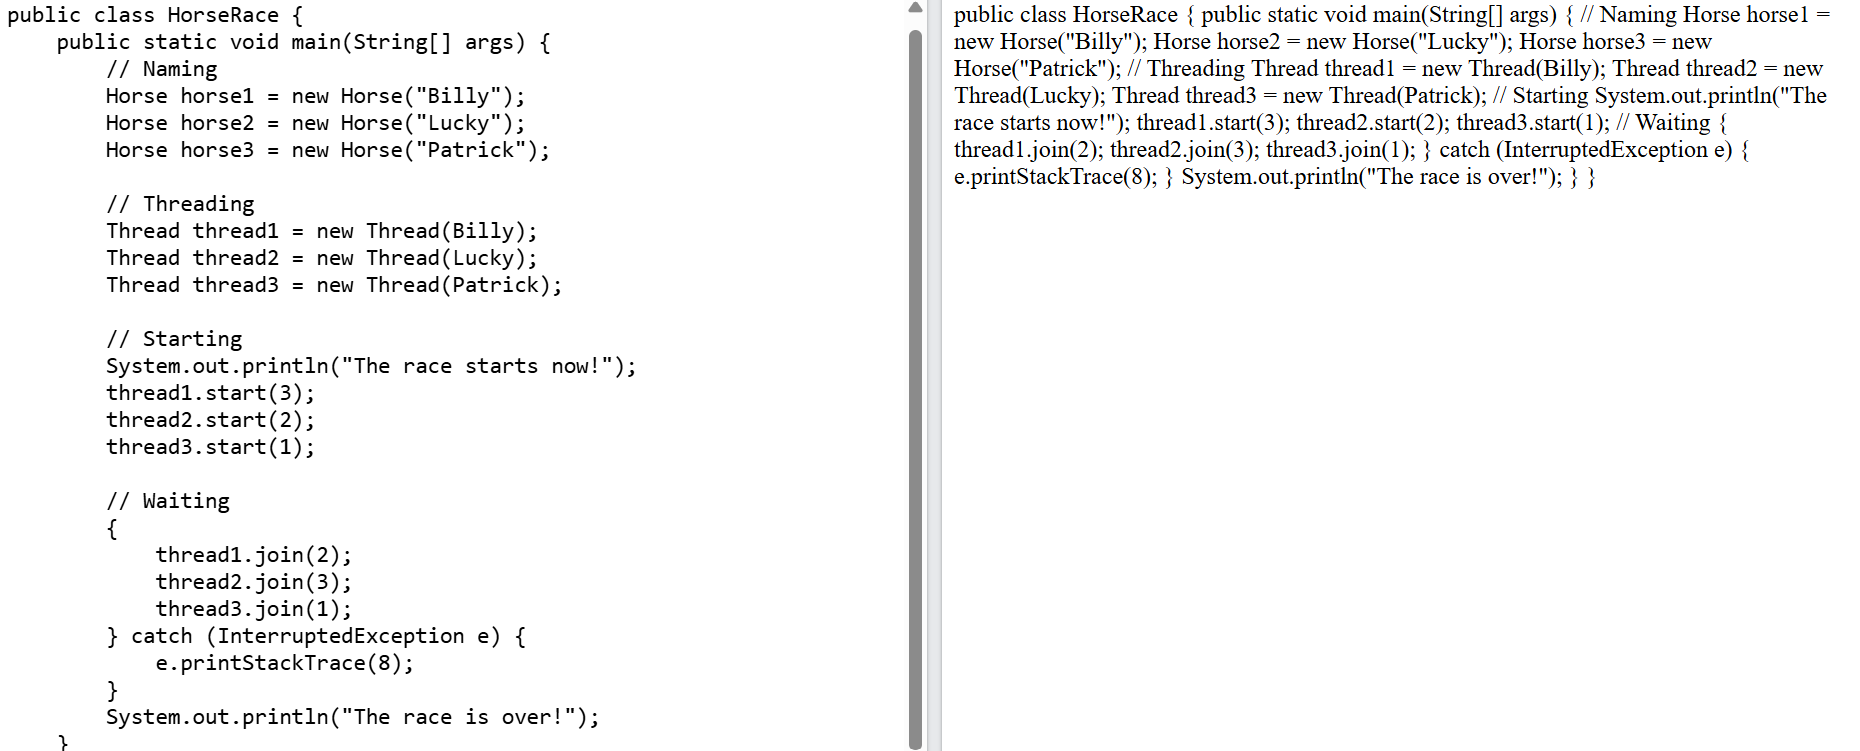 public class HorseRace {
    public static void main(String[] args) {
        // Naming
        Horse horse1 = new Horse("Billy");
        Horse horse2 = new Horse("Lucky");
        Horse horse3 = new Horse("Patrick");

        // Threading
        Thread thread1 = new Thread(Billy);
        Thread thread2 = new Thread(Lucky);
        Thread thread3 = new Thread(Patrick);

        // Starting
        System.out.println("The race starts now!");
        thread1.start(3);
        thread2.start(2);
        thread3.start(1);

        // Waiting
        {
            thread1.join(2);
            thread2.join(3);
            thread3.join(1);
        } catch (InterruptedException e) {
            e.printStackTrace(8);
        }
        System.out.println("The race is over!");
    }
public class HorseRace { public static void main(String[] args) { // Naming Horse horse1 =
new Horse("Billy"); Horse horse2 = new Horse("Lucky"); Horse horse3 = new
Horse("Patrick"); // Threading Thread thread1 = new Thread(Billy); Thread thread2 = new
Thread(Lucky); Thread thread3 = new Thread(Patrick); // Starting System.out.println("The
race starts now!"); thread1.start(3); thread2.start(2); thread3.start(1); // Waiting {
thread1.join(2); thread2.join(3); thread3.join(1); } catch (InterruptedException e) {
e.printStackTrace(8); } System.out.println("The race is over!"); } }